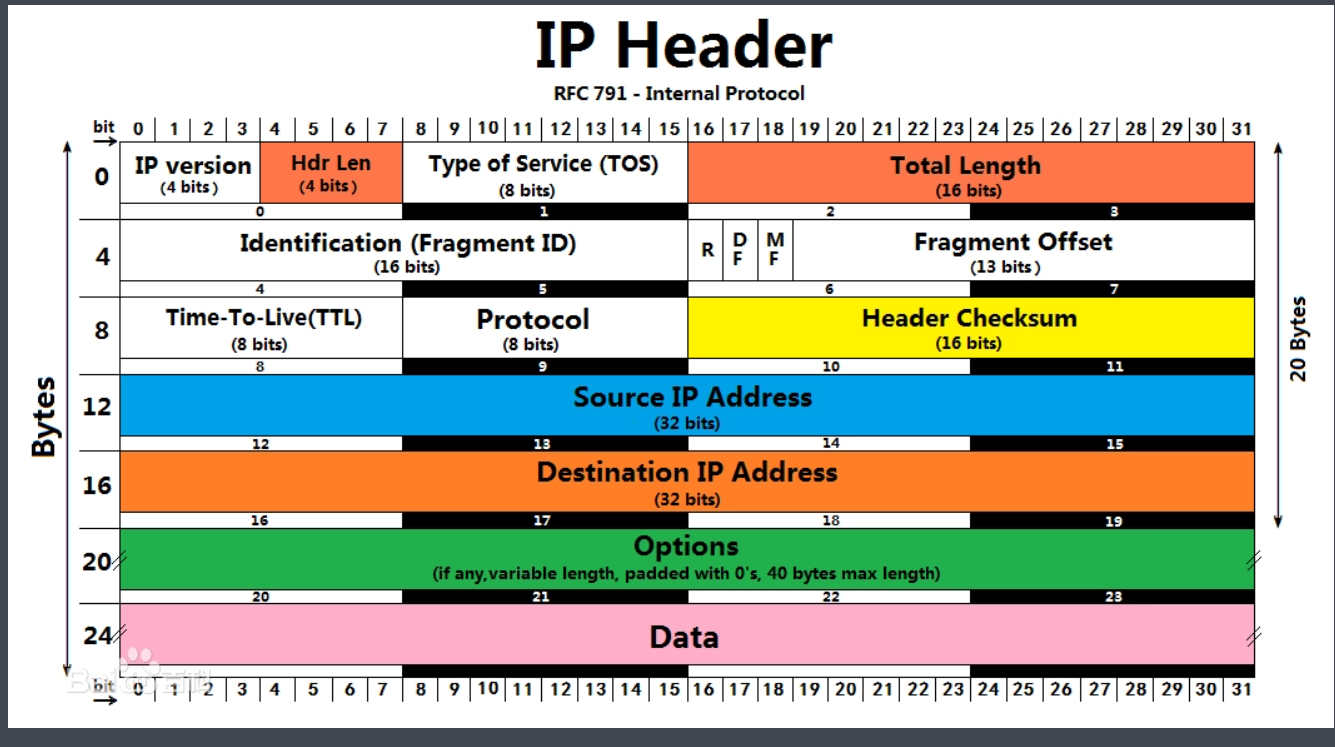 IP Header
RFC 791 - Internal Protocol
bit 0 1 2 3 4 5 6 7 8 9 10 11 12 13 14 15 16 17 18 19 20 21 22 23 24 25 26 27 28 29 30 31
0 IP version Hdr Len Type of Service (TOS) Total Length
(4 bits) (4 bits) (8 bits) (16 bits)
0 1 2 3
4 Identification (Fragment ID) R DF MF Fragment Offset
(16 bits) (13 bits)
4 5 6 7
8 Time-To-Live(TTL) Protocol Header Checksum
(8 bits) (8 bits) (16 bits)
8 9 10 11
12 Source IP Address
(32 bits)
12 13 14 15
16 Destination IP Address
(32 bits)
16 17 18 19
20 Options
(if any,variable length, padded with 0's, 40 bytes max length)
20 21 22 23
24 Data
bit 0 1 2 3 4 5 6 7 8 9 10 11 12 13 14 15 16 17 18 19 20 21 22 23 24 25 26 27 28 29 30 31
Bytes
20 Bytes
Baidu百科